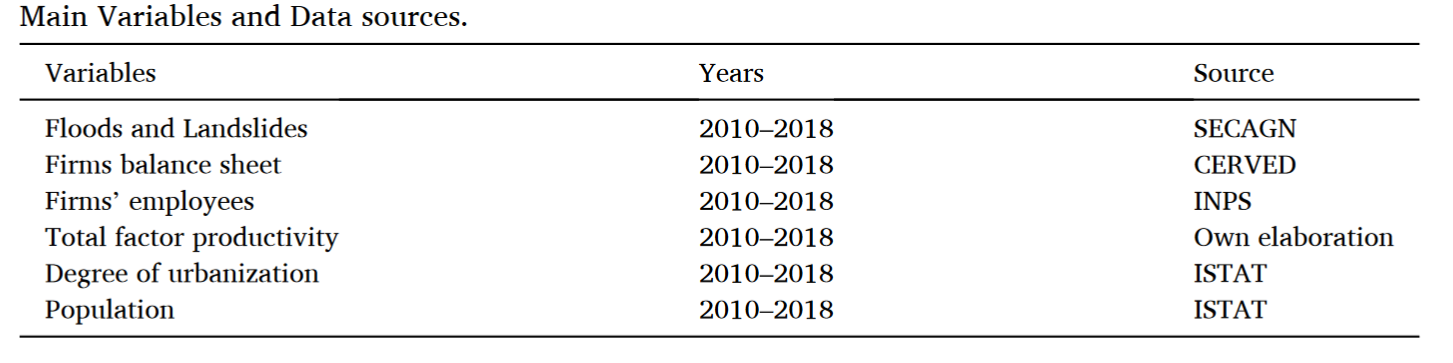 Main Variables and Data sources.
Variables Years Source
Floods and Landslides 2010–2018 SECAGN
Firms balance sheet 2010–2018 CERVED
Firms’ employees 2010–2018 INPS
Total factor productivity 2010–2018 Own elaboration
Degree of urbanization 2010–2018 ISTAT
Population 2010–2018 ISTAT